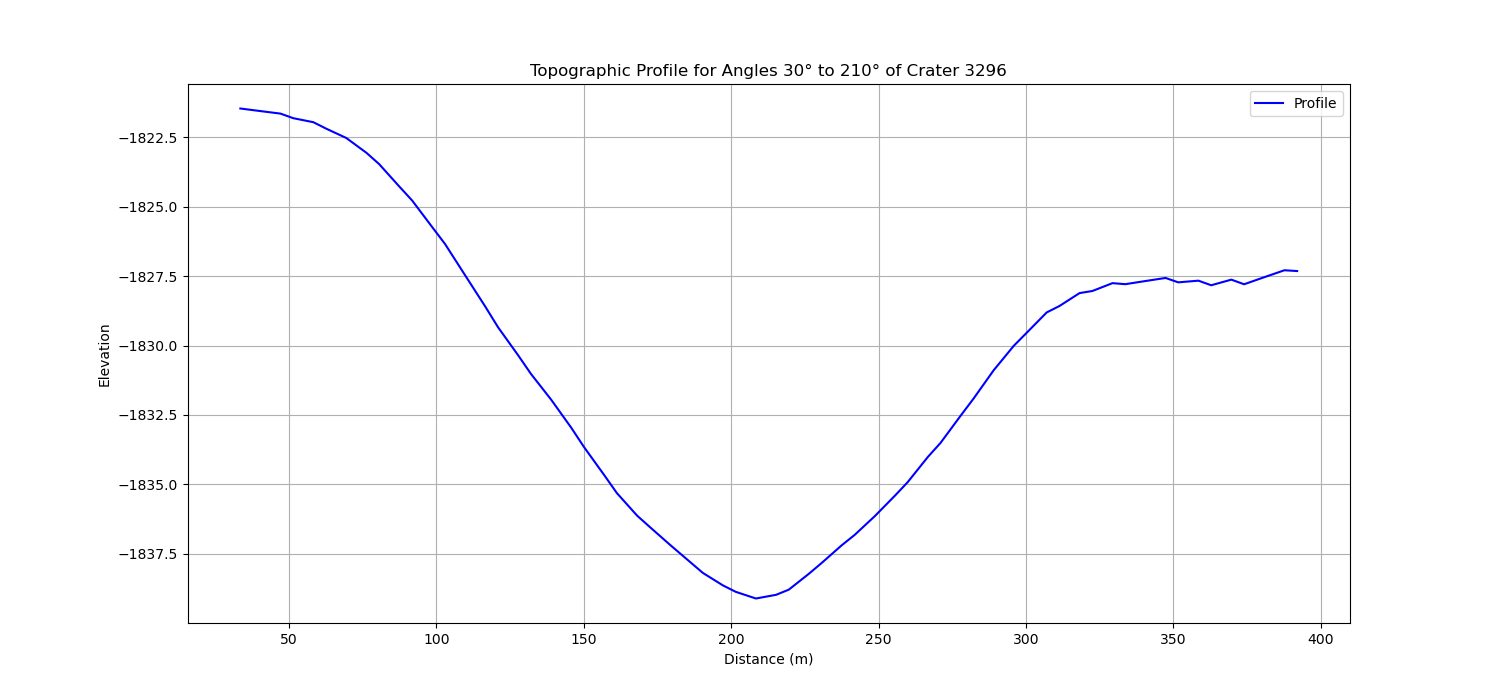 Topographic Profile for Angles 30° to 210° of Crater 3296
Profile
−1822.5
−1825.0
−1827.5
−1830.0
−1832.5
−1835.0
−1837.5
Elevation
50 100 150 200 250 300 350 400
Distance (m)